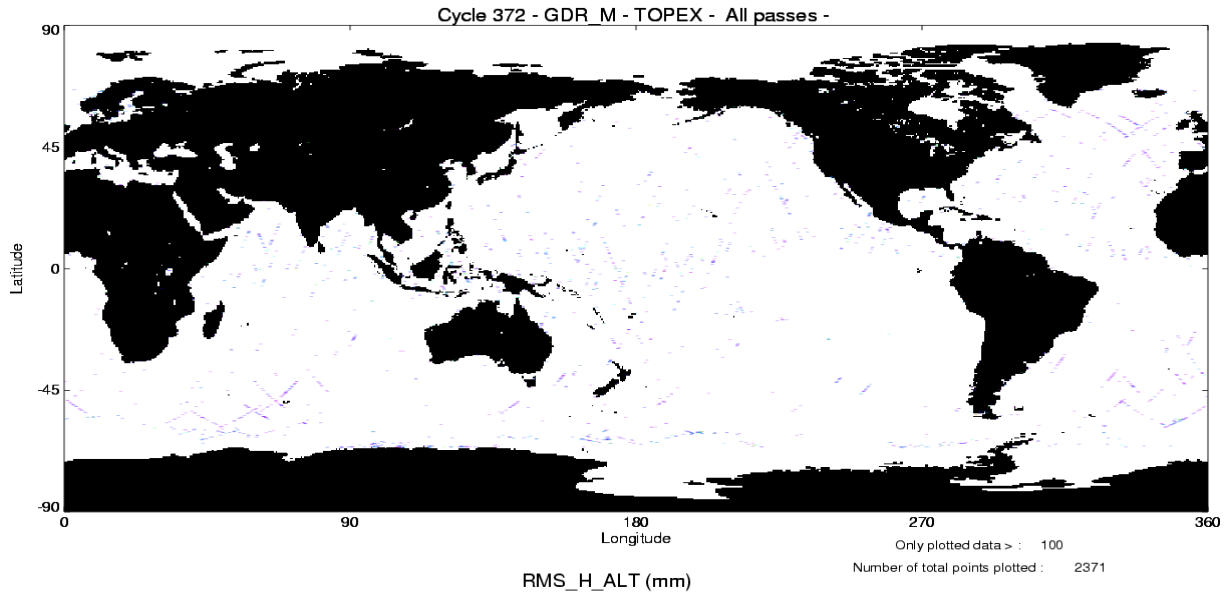 Cycle 372 - GDR_M - TOPEX - All passes -
90
45
0
-45
-90
Latitude
0 90 180 270 360
Longitude
Only plotted data > : 100
Number of total points plotted : 2371
RMS_H_ALT (mm)